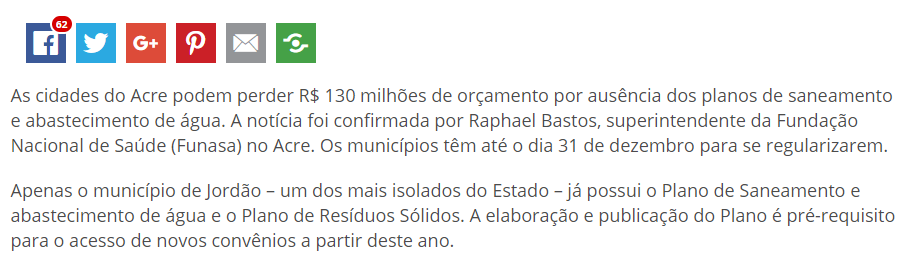 62
As cidades do Acre podem perder R$ 130 milhões de orçamento por ausência dos planos de saneamento
e abastecimento de água. A notícia foi confirmada por Raphael Bastos, superintendente da Fundação
Nacional de Saúde (Funasa) no Acre. Os municípios têm até o dia 31 de dezembro para se regularizarem.
Apenas o município de Jordão – um dos mais isolados do Estado – já possui o Plano de Saneamento e
abastecimento de água e o Plano de Resíduos Sólidos. A elaboração e publicação do Plano é pré-requisito
para o acesso de novos convênios a partir deste ano.